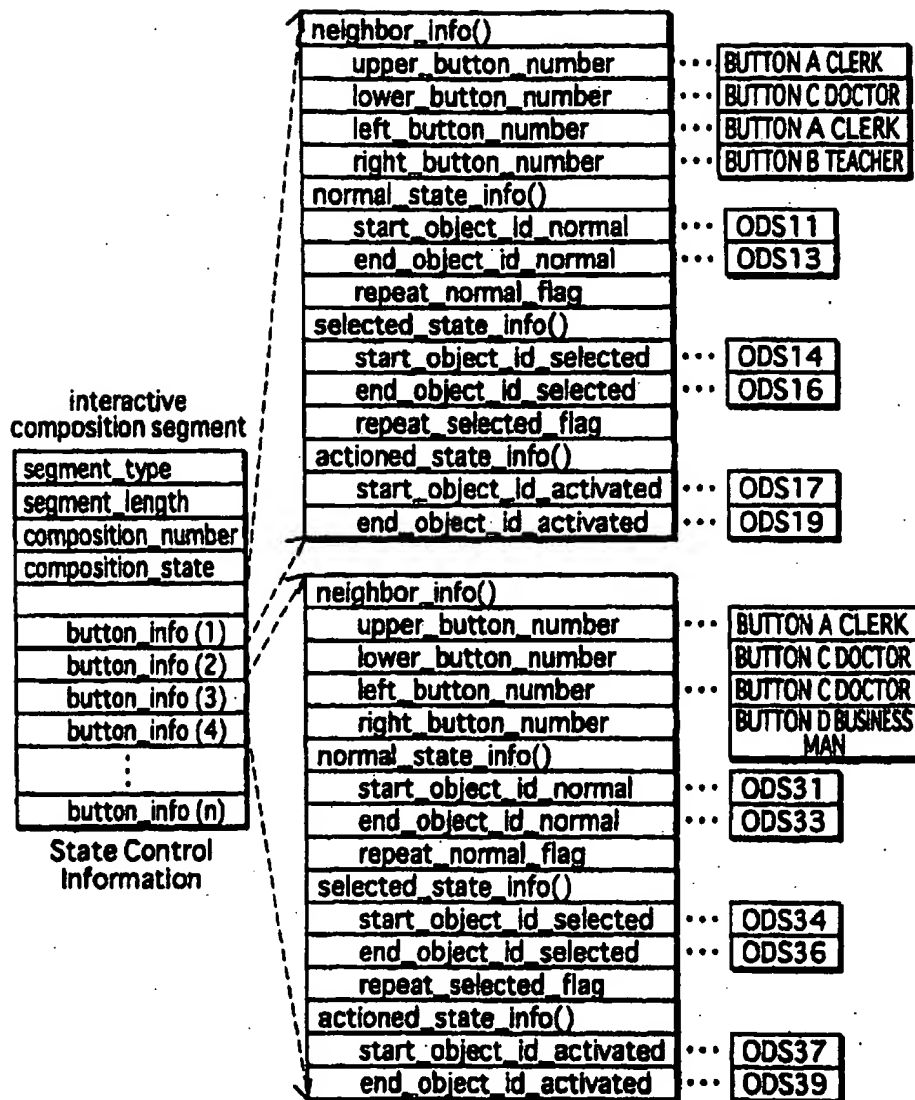 neighbor_info()
upper_button_number ··· BUTTON A CLERK
lower_button_number ··· BUTTON C DOCTOR
left_button_number ··· BUTTON A CLERK
right_button_number ··· BUTTON B TEACHER
normal_state_info()
start_object_id_normal ··· ODS11
end_object_id_normal ··· ODS13
repeat_normal_flag
selected_state_info()
start_object_id_selected ··· ODS14
end_object_id_selected ··· ODS16
repeat_selected_flag
actioned_state_info()
start_object_id_activated ··· ODS17
end_object_id_activated ··· ODS19
interactive
composition segment
segment_type
segment_length
composition_number
composition_state
button_info (1)
button_info (2)
button_info (3)
button_info (4)
⋮
button_info (n)
State Control
Information
neighbor_info()
upper_button_number ··· BUTTON A CLERK
lower_button_number BUTTON C DOCTOR
left_button_number ··· BUTTON C DOCTOR
right_button_number BUTTON D BUSINESS
MAN
normal_state_info()
start_object_id_normal ··· ODS31
end_object_id_normal ··· ODS33
repeat_normal_flag
selected_state_info()
start_object_id_selected ··· ODS34
end_object_id_selected ··· ODS36
repeat_selected_flag
actioned_state_info()
start_object_id_activated ··· ODS37
end_object_id_activated ··· ODS39